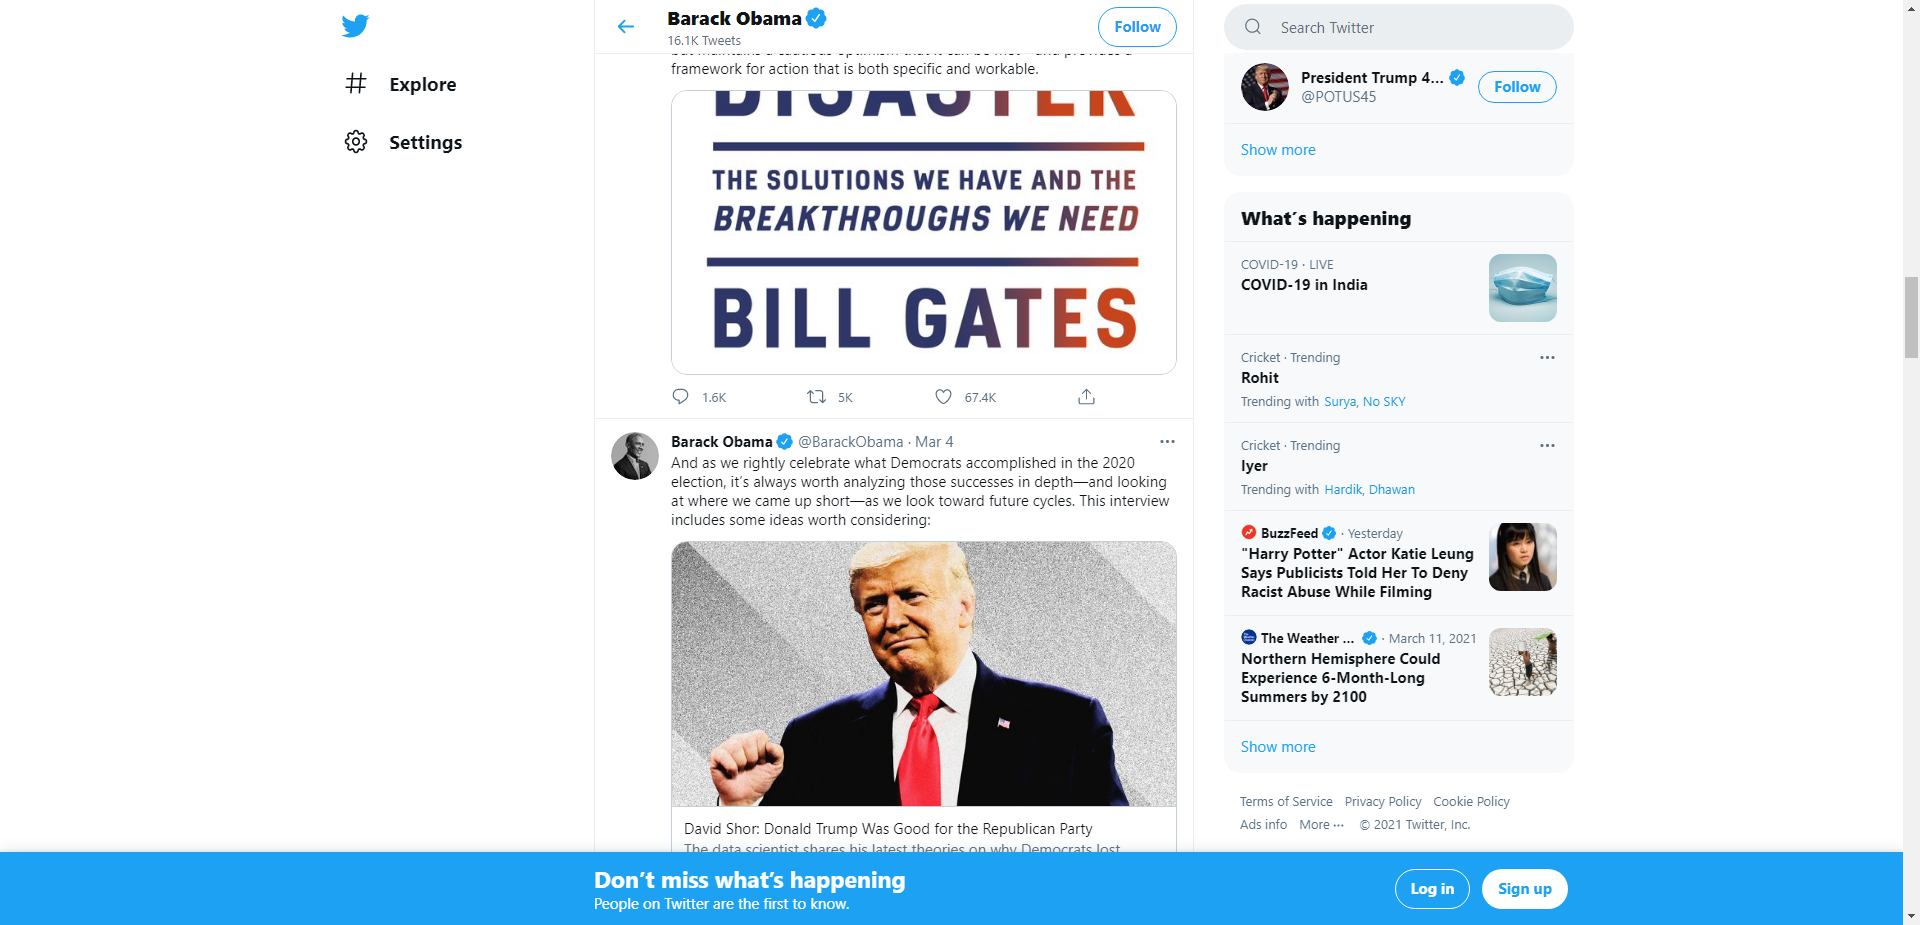 Barack Obama
16.1K Tweets
Follow
Explore
Settings
framework for action that is both specific and workable.
DISASTER
THE SOLUTIONS WE HAVE AND THE
BREAKTHROUGHS WE NEED
BILL GATES
1.6K 5K 67.4K
Barack Obama @BarackObama · Mar 4
And as we rightly celebrate what Democrats accomplished in the 2020
election, it's always worth analyzing those successes in depth—and looking
at where we came up short—as we look toward future cycles. This interview
includes some ideas worth considering:
David Shor: Donald Trump Was Good for the Republican Party
The data scientist shares his latest theories on why Democrats lost
Search Twitter
President Trump 4...
@POTUS45
Follow
Show more
What's happening
COVID-19 · LIVE
COVID-19 in India
Cricket · Trending
Rohit
Trending with Surya, No SKY
Cricket · Trending
Iyer
Trending with Hardik, Dhawan
BuzzFeed · Yesterday
"Harry Potter" Actor Katie Leung
Says Publicists Told Her To Deny
Racist Abuse While Filming
The Weather ... · March 11, 2021
Northern Hemisphere Could
Experience 6-Month-Long
Summers by 2100
Show more
Terms of Service Privacy Policy Cookie Policy
Ads info More ··· © 2021 Twitter, Inc.
Don't miss what's happening
People on Twitter are the first to know.
Log in
Sign up